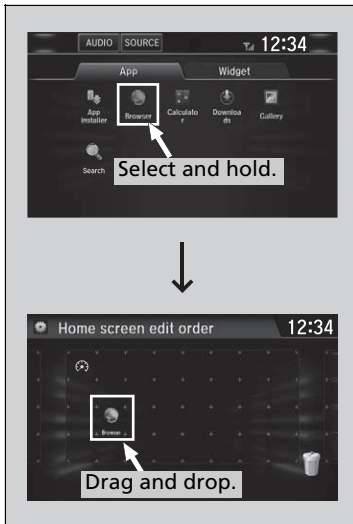 AUDIO SOURCE 12:34
App Widget
App Installer Browser Calculato r Downloa ds Gallery
Search
Select and hold.
Home screen edit order 12:34
Browser
Drag and drop.